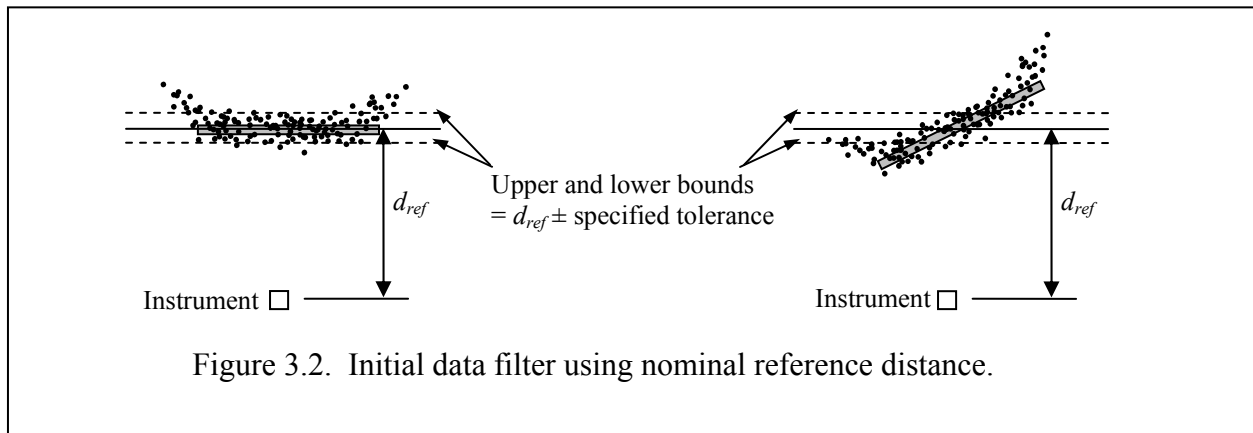 Upper and lower bounds
= dref ± specified tolerance
dref
dref
Instrument
Instrument
Figure 3.2. Initial data filter using nominal reference distance.